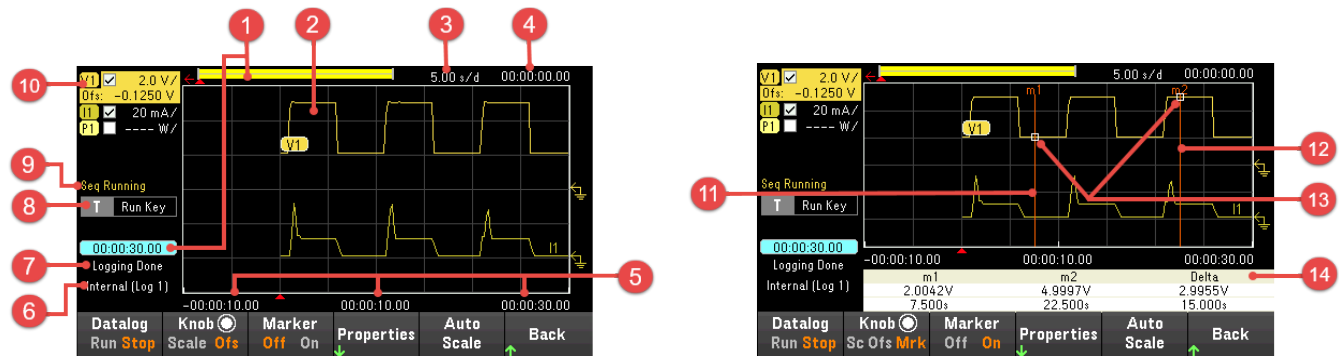 1
2
3
4
10
V1 2.0 V/
Ofs: -0.1250 V
I1 20 mA/
P1 ---- W/
5.00 s/d 00:00:00.00
V1
9
Seq Running
8
T Run Key
00:00:30.00
7
Logging Done
6
Internal (Log 1)
I1
5
-00:00:10.00 00:00:10.00 00:00:30.00
Datalog Knob Marker Properties Auto Back
Run Stop Scale Ofs Off On Scale
V1 2.0 V/
Ofs: -0.1250 V
I1 20 mA/
P1 ---- W/
5.00 s/d 00:00:00.00
m1 m2
V1
12
11
13
Seq Running
T Run Key
I1
00:00:30.00
Logging Done
Internal (Log 1)
-00:00:10.00 00:00:10.00 00:00:30.00
14
m1 m2 Delta
2.0042V 4.9997V 2.9955V
7.500s 22.500s 15.000s
Datalog Knob Marker Properties Auto Back
Run Stop Sc Ofs Mrk Off On Scale